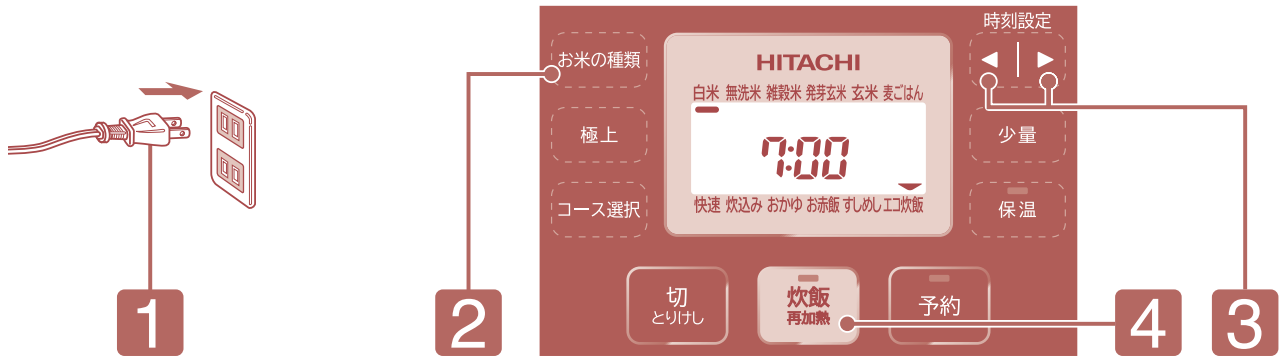 時刻設定
お米の種類
HITACHI
白米 無洗米 雑穀米 発芽玄米 玄米 麦ごはん
極上
7:00
少量
コース選択
快速 炊込み おかゆ お赤飯 すしめし エコ炊飯
保温
切
とりけし
炊飯
再加熱
予約
1
2
4
3